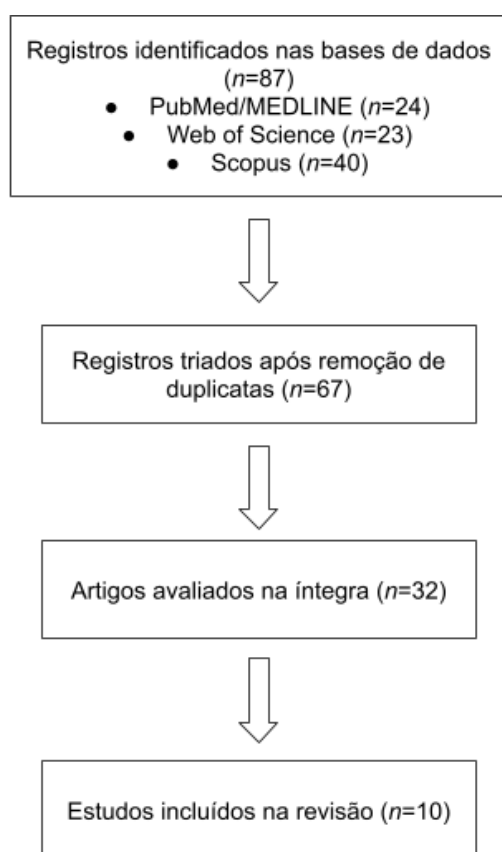 Registros identificados nas bases de dados
(n=87)
● PubMed/MEDLINE (n=24)
● Web of Science (n=23)
● Scopus (n=40)
Registros triados após remoção de
duplicatas (n=67)
Artigos avaliados na íntegra (n=32)
Estudos incluídos na revisão (n=10)